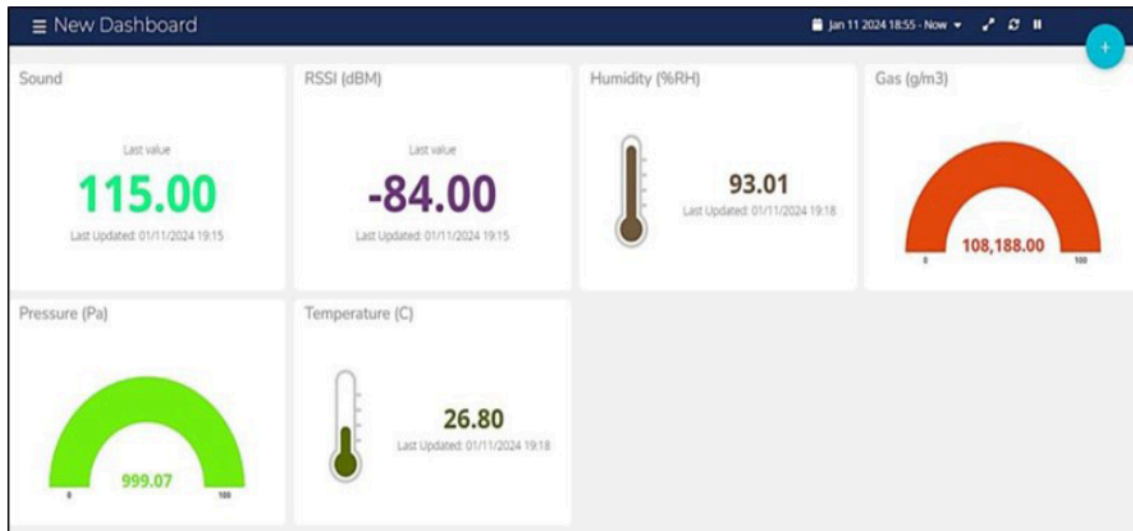 New Dashboard
Jan 11 2024 18:55 - Now
+
Sound
Last value
115.00
Last Updated: 01/11/2024 19:15
RSSI (dBM)
Last value
-84.00
Last Updated: 01/11/2024 19:15
Humidity (%RH)
93.01
Last Updated: 01/11/2024 19:18
Gas (g/m3)
108,188.00
0 100
Pressure (Pa)
999.07
0 100
Temperature (C)
26.80
Last Updated: 01/11/2024 19:18